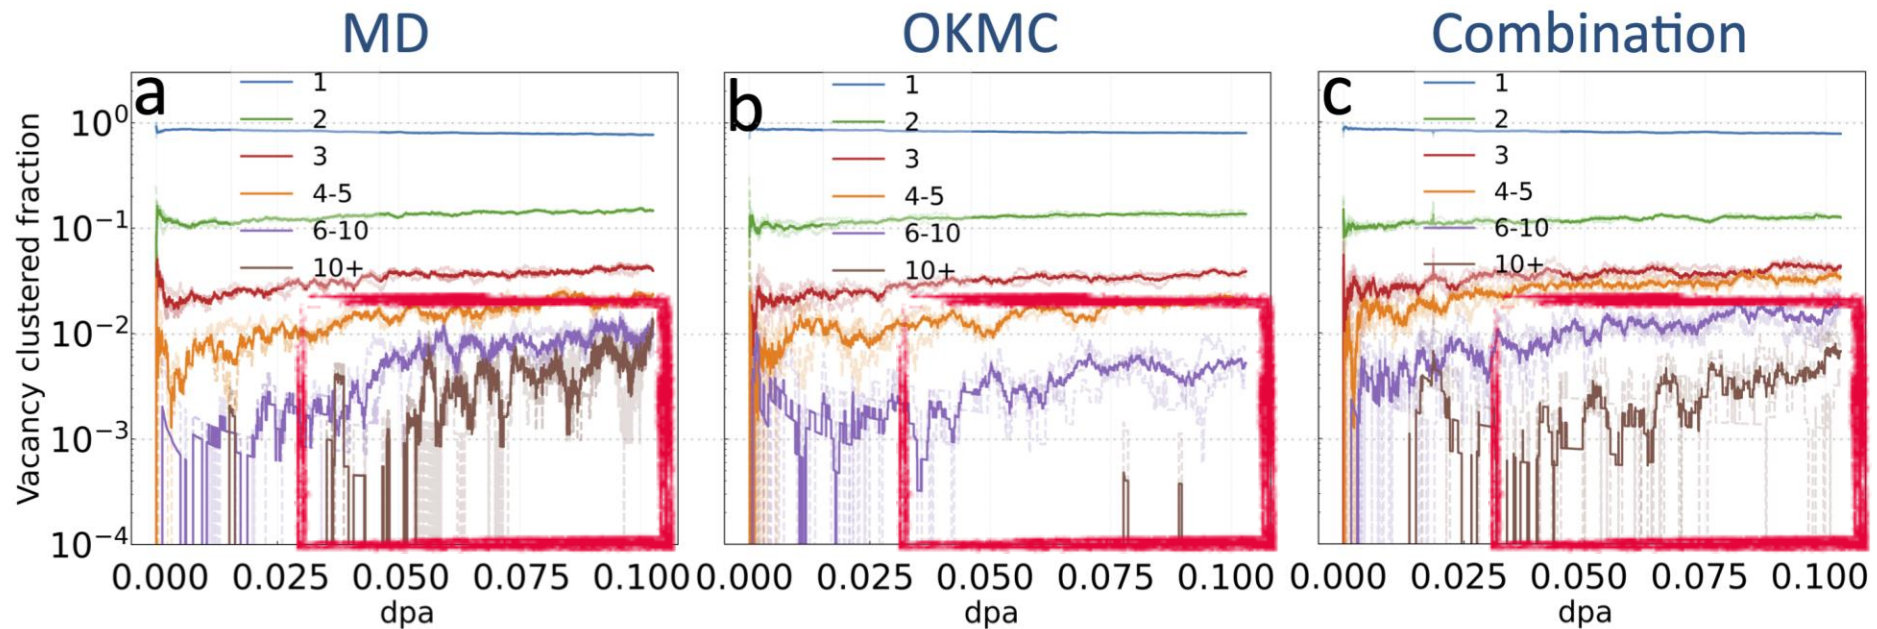 MD
OKMC
Combination
Vacancy clustered fraction
a
1
2
3
4-5
6-10
10+
10⁰
10⁻¹
10⁻²
10⁻³
10⁻⁴
0.000 0.025 0.050 0.075 0.100
dpa
b
1
2
3
4-5
6-10
10+
0.000 0.025 0.050 0.075 0.100
dpa
c
1
2
3
4-5
6-10
10+
0.000 0.025 0.050 0.075 0.100
dpa